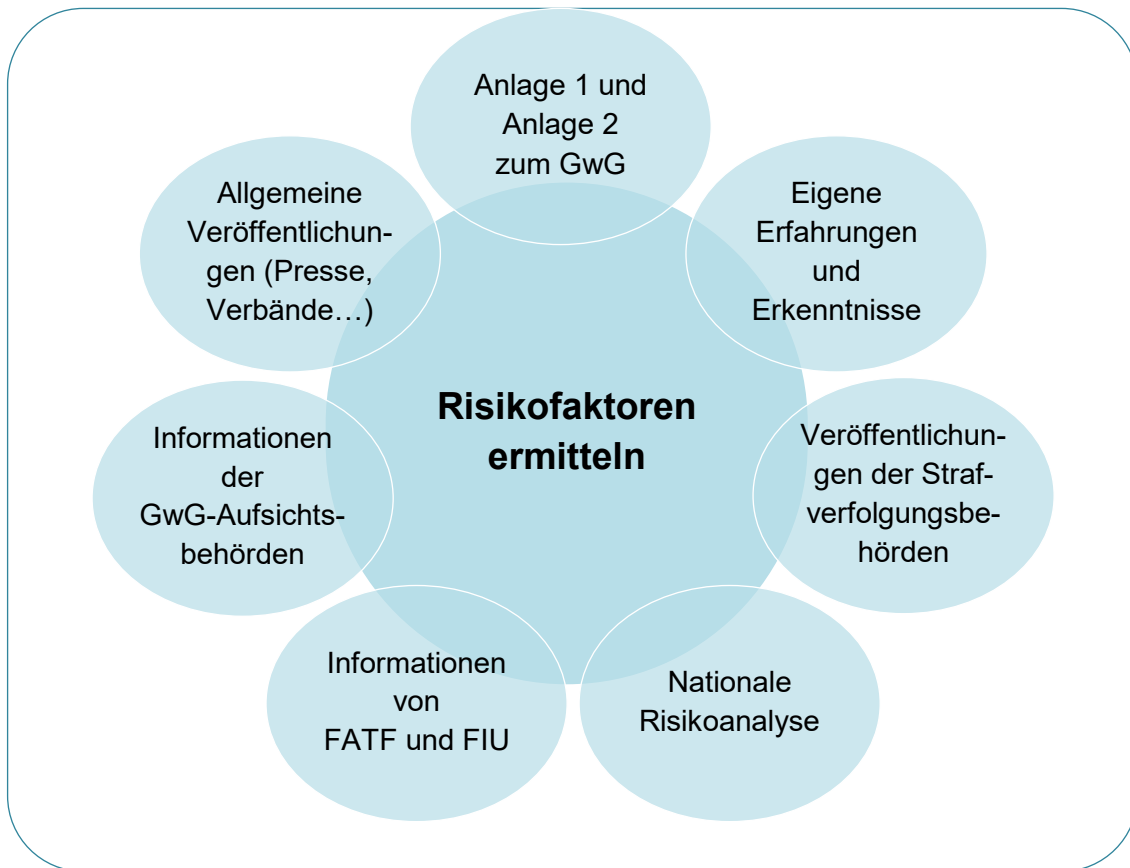 Anlage 1 und
Anlage 2
zum GwG
Eigene
Erfahrungen
und
Erkenntnisse
Veröffentlichun-
gen der Straf-
verfolgungsbe-
hörden
Nationale
Risikoanalyse
Informationen
von
FATF und FIU
Informationen
der
GwG-Aufsichts-
behörden
Allgemeine
Veröffentlichun-
gen (Presse,
Verbände…)
Risikofaktoren
ermitteln